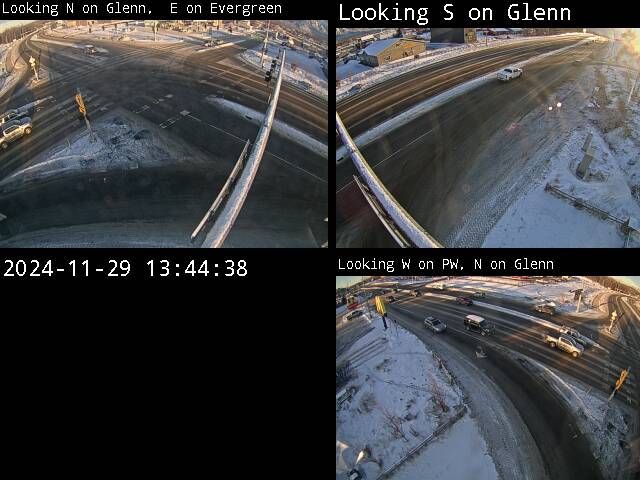 Looking N on Glenn,  E on Evergreen
Looking S on Glenn
2024-11-29 13:44:38
Looking W on PW, N on Glenn